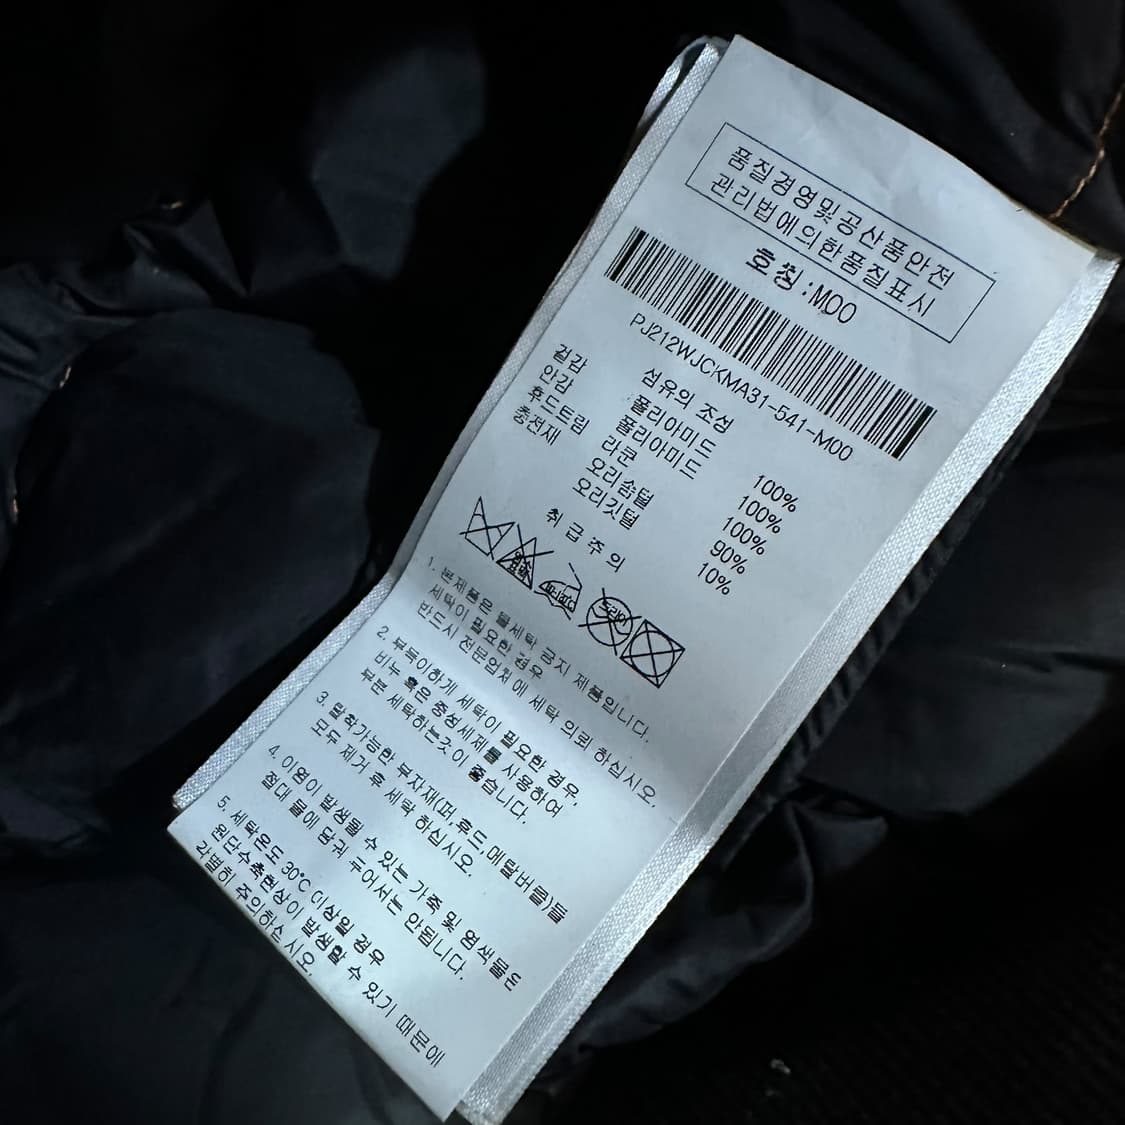 품질경영및공산품안전
관리법에의한품질표시
호칭:M00
PJ212WJCKMA31-541-M00
섬유의 조성
겉감 폴리아미드 100%
안감 폴리아미드 100%
후드트림 라쿤 100%
충전재 오리솜털 90%
오리깃털 10%
취급주의
1. 본제품은 물세탁 금지 제품입니다.
세탁이 필요한 경우
반드시 전문업체에 세탁 의뢰 하십시오.
2. 부득이하게 세탁이 필요한 경우,
비누 혹은 중성세제를 사용하여
부분 세탁하는것이 좋습니다.
3. 탈착가능한 부자재(퍼,후드,메탈버클)들
모두 제거 후 세탁 하십시오.
4. 이염이 발생될 수 있는 가죽 및 염색물은
절대 물에 담궈 두어서는 안됩니다.
5. 세탁온도 30℃ 이상일 경우
원단수축현상이 발생할 수 있기 때문에
각별히 주의하십시오.